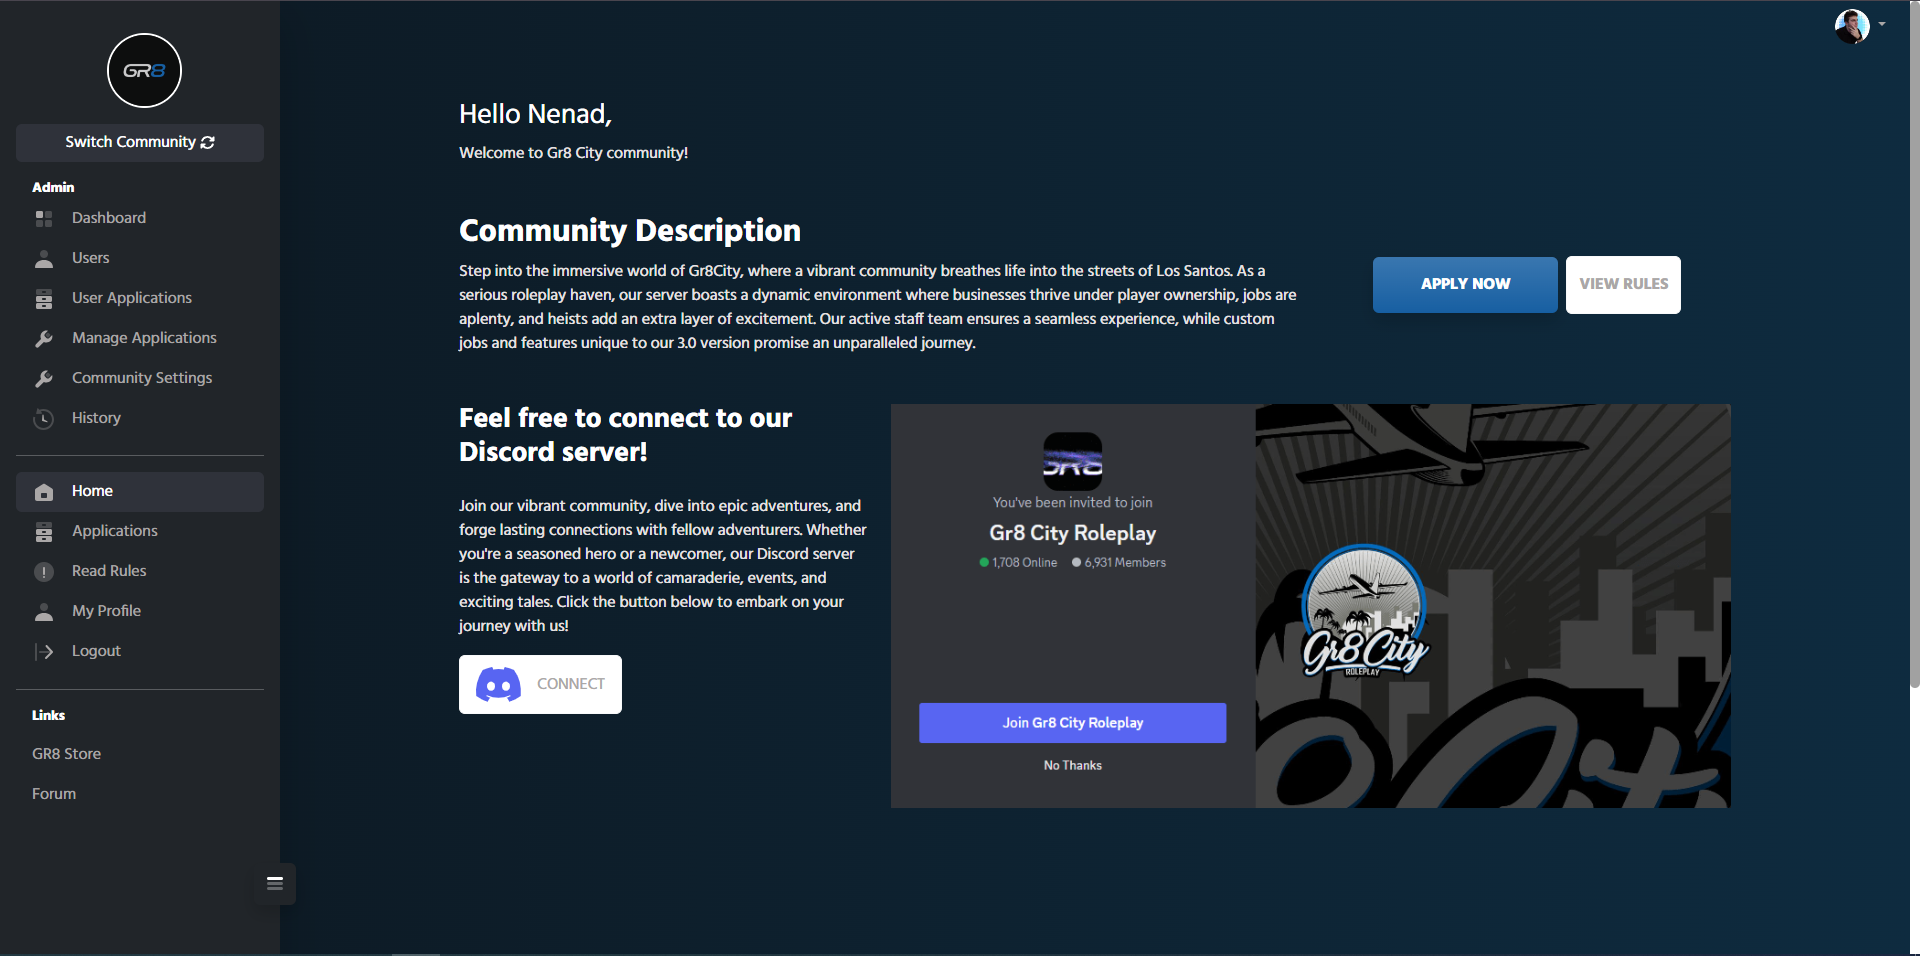 GR8
Switch Community
Admin
Dashboard
Users
User Applications
Manage Applications
Community Settings
History
Home
Applications
Read Rules
My Profile
Logout
Links
GR8 Store
Forum
Hello Nenad,
Welcome to Gr8 City community!
Community Description
Step into the immersive world of Gr8City, where a vibrant community breathes life into the streets of Los Santos. As a
serious roleplay haven, our server boasts a dynamic environment where businesses thrive under player ownership, jobs are
aplenty, and heists add an extra layer of excitement. Our active staff team ensures a seamless experience, while custom
jobs and features unique to our 3.0 version promise an unparalleled journey.
APPLY NOW
VIEW RULES
Feel free to connect to our
Discord server!
Join our vibrant community, dive into epic adventures, and
forge lasting connections with fellow adventurers. Whether
you're a seasoned hero or a newcomer, our Discord server
is the gateway to a world of camaraderie, events, and
exciting tales. Click the button below to embark on your
journey with us!
CONNECT
GR8
You've been invited to join
Gr8 City Roleplay
1,708 Online
6,931 Members
Join Gr8 City Roleplay
No Thanks
Gr8 City
ROLEPLAY